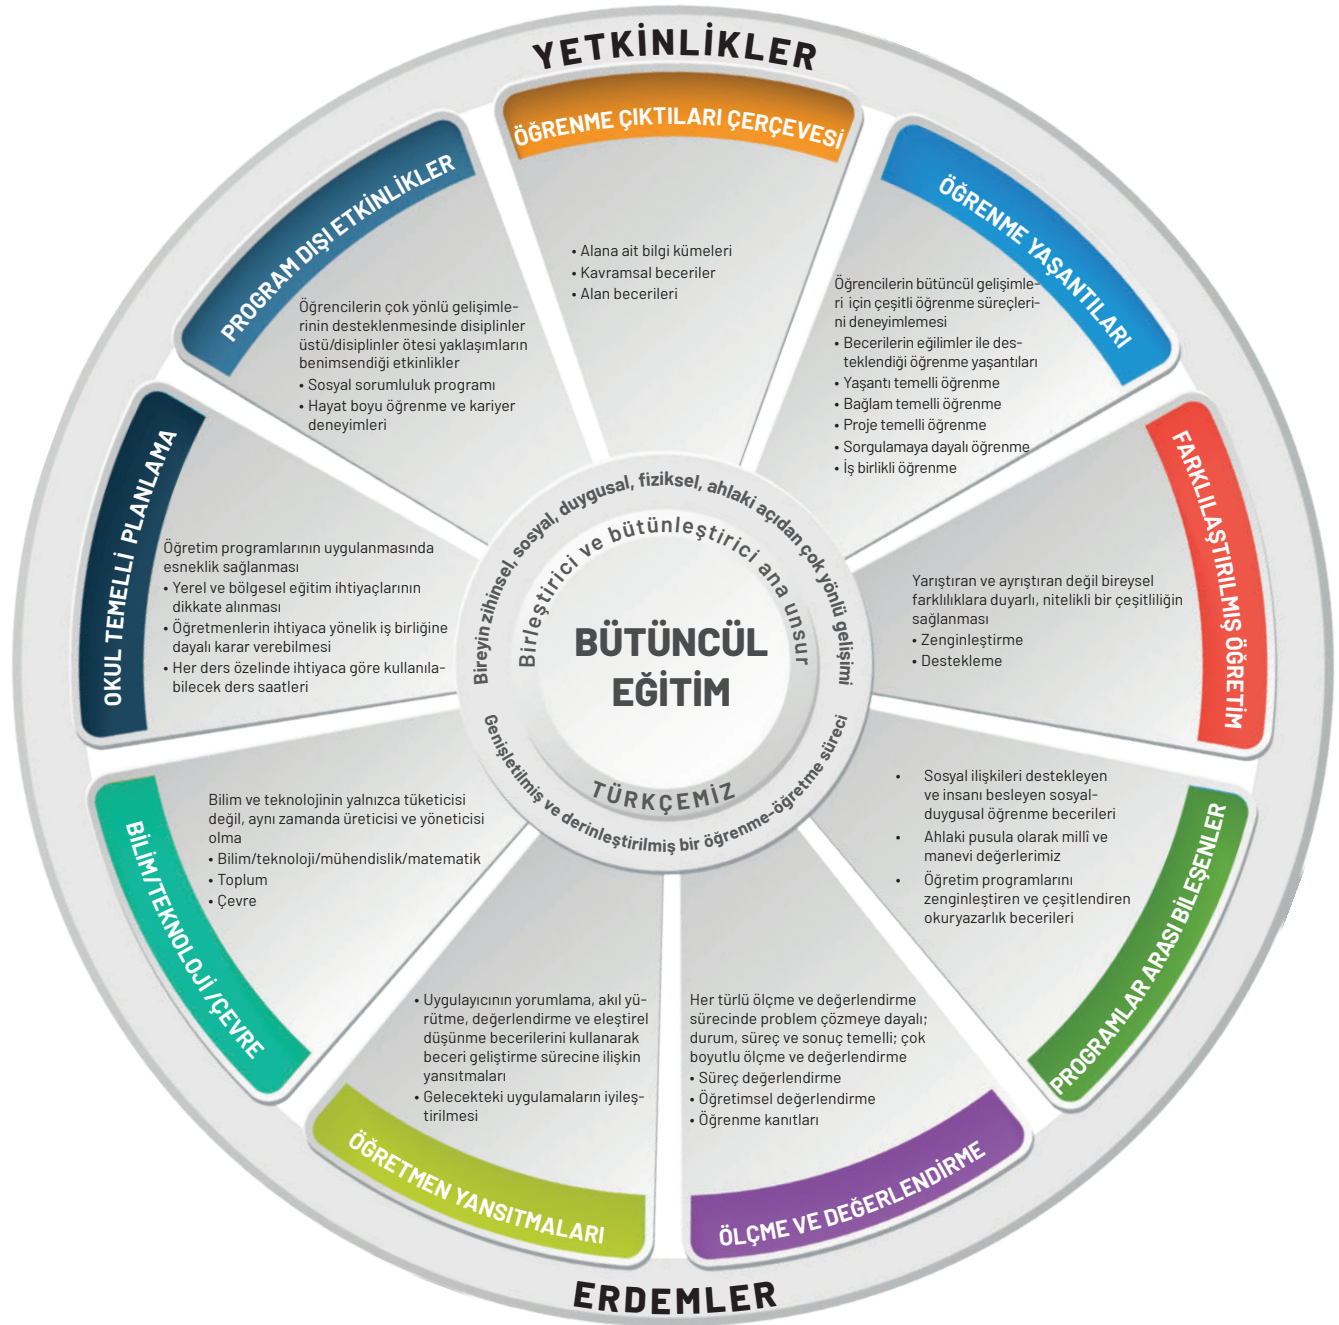 YETKİNLİKLER
ÖĞRENME ÇIKTILARI ÇERÇEVESİ
• Alana ait bilgi kümeleri
• Kavramsal beceriler
• Alan becerileri
ÖĞRENME YAŞANTILARI
Öğrencilerin bütüncül gelişimle-
ri için çeşitli öğrenme süreçleri-
ni deneyimlemesi
• Becerilerin eğilimler ile des-
teklendiği öğrenme yaşantıları
• Yaşantı temelli öğrenme
• Bağlam temelli öğrenme
• Proje temelli öğrenme
• Sorgulamaya dayalı öğrenme
• İş birlikli öğrenme
FARKLILAŞTIRILMIŞ ÖĞRETİM
Yarıştıran ve ayrıştıran değil bireysel
farklılıklara duyarlı, nitelikli bir çeşitliliğin
sağlanması
• Zenginleştirme
• Destekleme
PROGRAMLAR ARASI BİLEŞENLER
• Sosyal ilişkileri destekleyen
ve insanı besleyen sosyal-
duygusal öğrenme becerileri
• Ahlaki pusula olarak millî ve
manevi değerlerimiz
• Öğretim programlarını
zenginleştiren ve çeşitlendiren
okuryazarlık becerileri
ÖLÇME VE DEĞERLENDİRME
Her türlü ölçme ve değerlendirme
sürecinde problem çözmeye dayalı;
durum, süreç ve sonuç temelli; çok
boyutlu ölçme ve değerlendirme
• Süreç değerlendirme
• Öğretimsel değerlendirme
• Öğrenme kanıtları
ÖĞRETMEN YANSITMALARI
• Uygulayıcının yorumlama, akıl yü-
rütme, değerlendirme ve eleştirel
düşünme becerilerini kullanarak
beceri geliştirme sürecine ilişkin
yansıtmaları
• Gelecekteki uygulamaların iyileş-
tirilmesi
BİLİM/TEKNOLOJİ /ÇEVRE
Bilim ve teknolojinin yalnızca tüketicisi
değil, aynı zamanda üreticisi ve yöneticisi
olma
• Bilim/teknoloji/mühendislik/matematik
• Toplum
• Çevre
OKUL TEMELLİ PLANLAMA
Öğretim programlarının uygulanmasında
esneklik sağlanması
• Yerel ve bölgesel eğitim ihtiyaçlarının
dikkate alınması
• Öğretmenlerin ihtiyaca yönelik iş birliğine
dayalı karar verebilmesi
• Her ders özelinde ihtiyaca göre kullanıla-
bilecek ders saatleri
PROGRAM DIŞI ETKİNLİKLER
Öğrencilerin çok yönlü gelişimle-
rinin desteklenmesinde disiplinler
üstü/disiplinler ötesi yaklaşımların
benimsendiği etkinlikler
• Sosyal sorumluluk programı
• Hayat boyu öğrenme ve kariyer
deneyimleri
Bireyin zihinsel, sosyal, duygusal, fiziksel, ahlaki açıdan çok yönlü gelişimi
Birleştirici ve bütünleştirici ana unsur
BÜTÜNCÜL
EĞİTİM
TÜRKÇEMİZ
Genişletilmiş ve derinleştirilmiş bir öğrenme-öğretme süreci
ERDEMLER